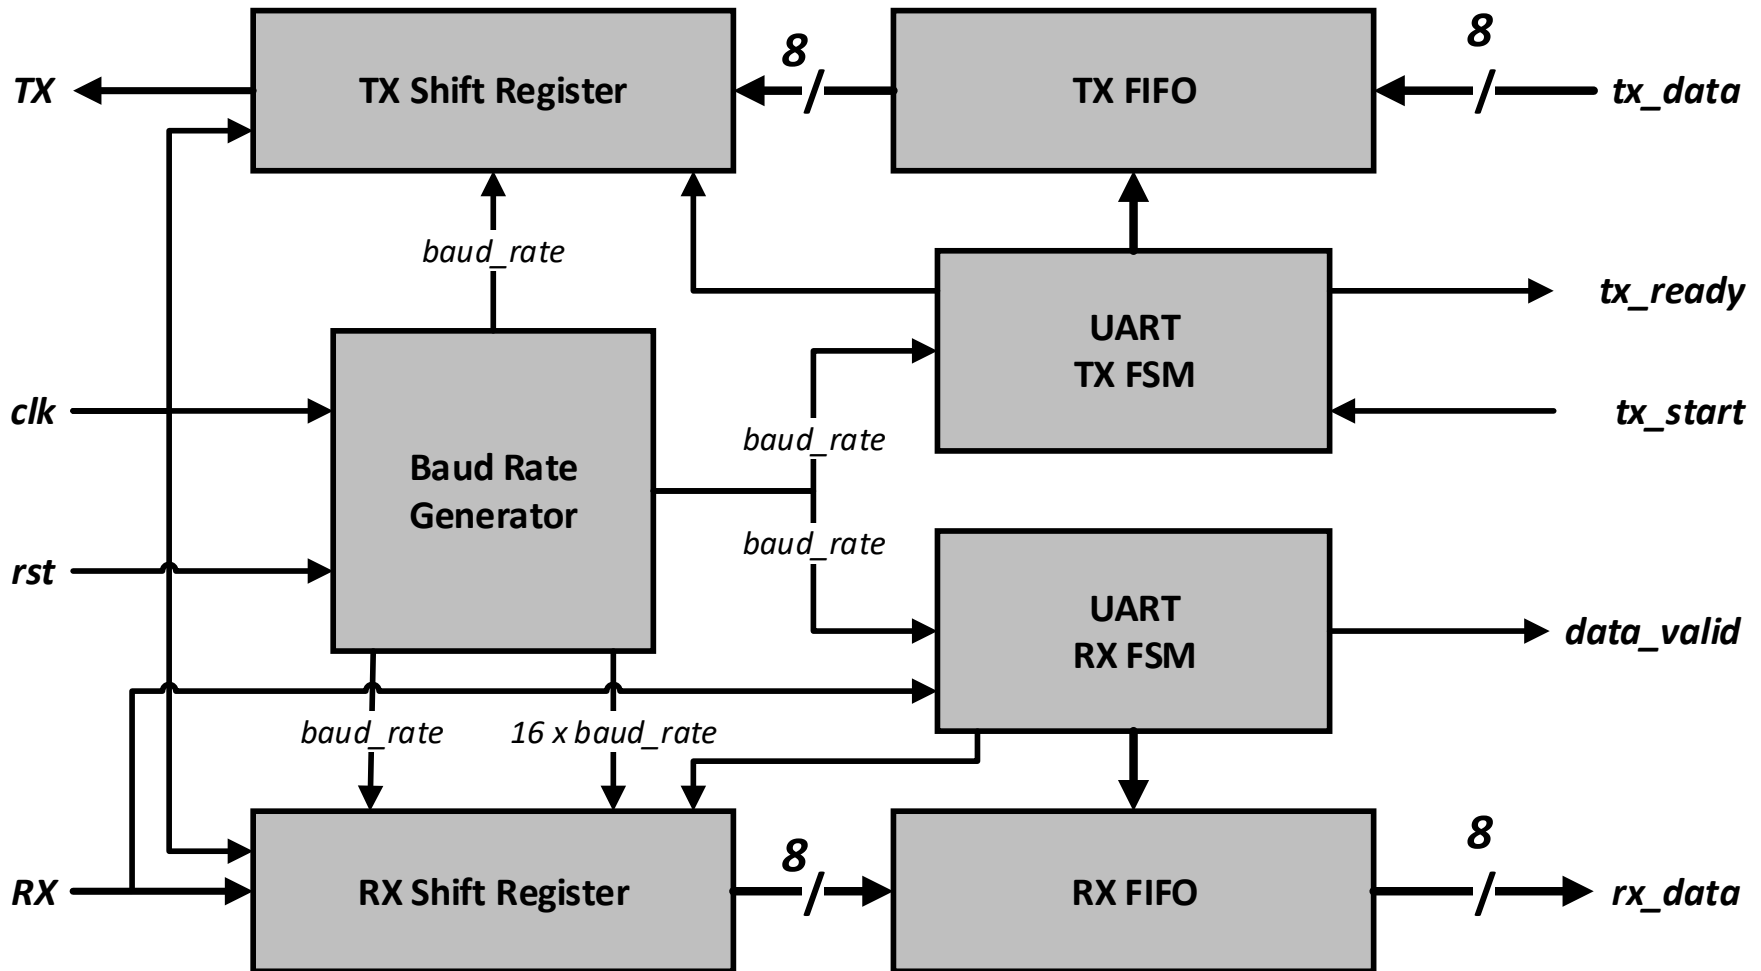 8
8
TX
TX Shift Register
TX FIFO
tx_data
baud_rate
tx_ready
UART
TX FSM
clk
tx_start
baud_rate
Baud Rate
Generator
baud_rate
rst
UART
RX FSM
data_valid
baud_rate
16 x baud_rate
8
8
RX
RX Shift Register
RX FIFO
rx_data